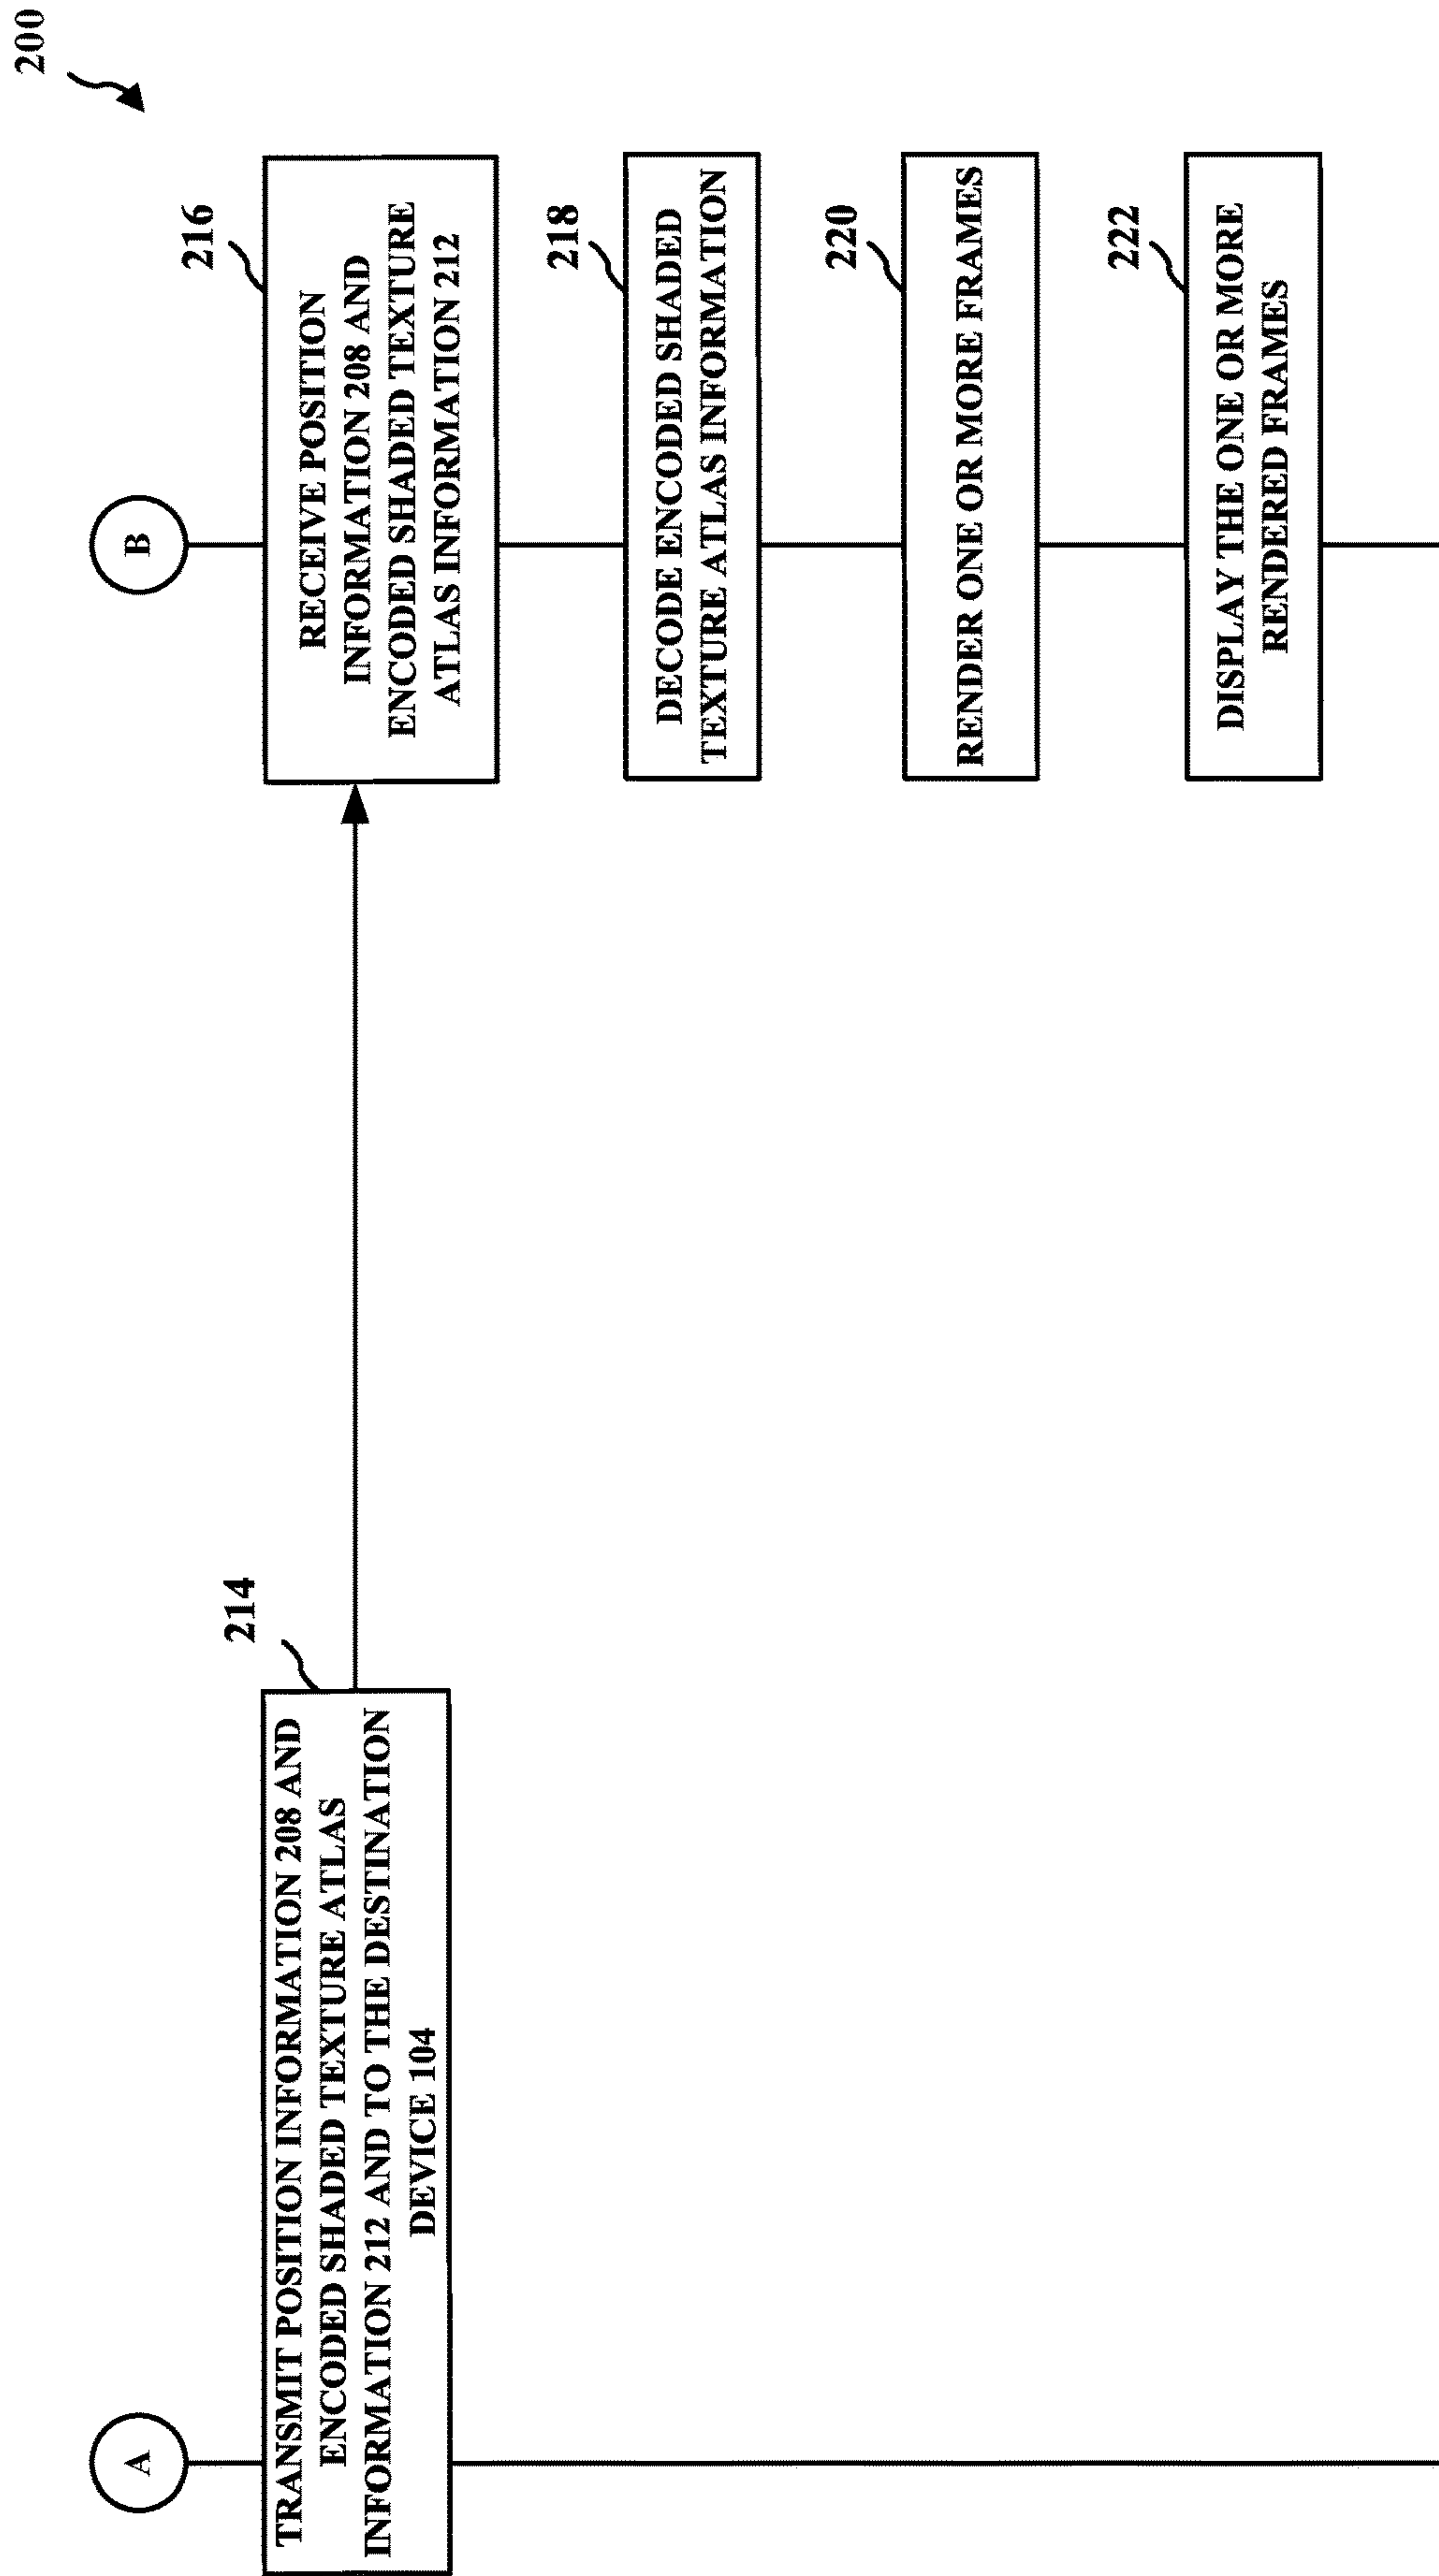 200
A
214
TRANSMIT POSITION INFORMATION 208 AND
ENCODED SHADED TEXTURE ATLAS
INFORMATION 212 AND TO THE DESTINATION
DEVICE 104
B
216
RECEIVE POSITION
INFORMATION 208 AND
ENCODED SHADED TEXTURE
ATLAS INFORMATION 212
218
DECODE ENCODED SHADED
TEXTURE ATLAS INFORMATION
220
RENDER ONE OR MORE FRAMES
222
DISPLAY THE ONE OR MORE
RENDERED FRAMES